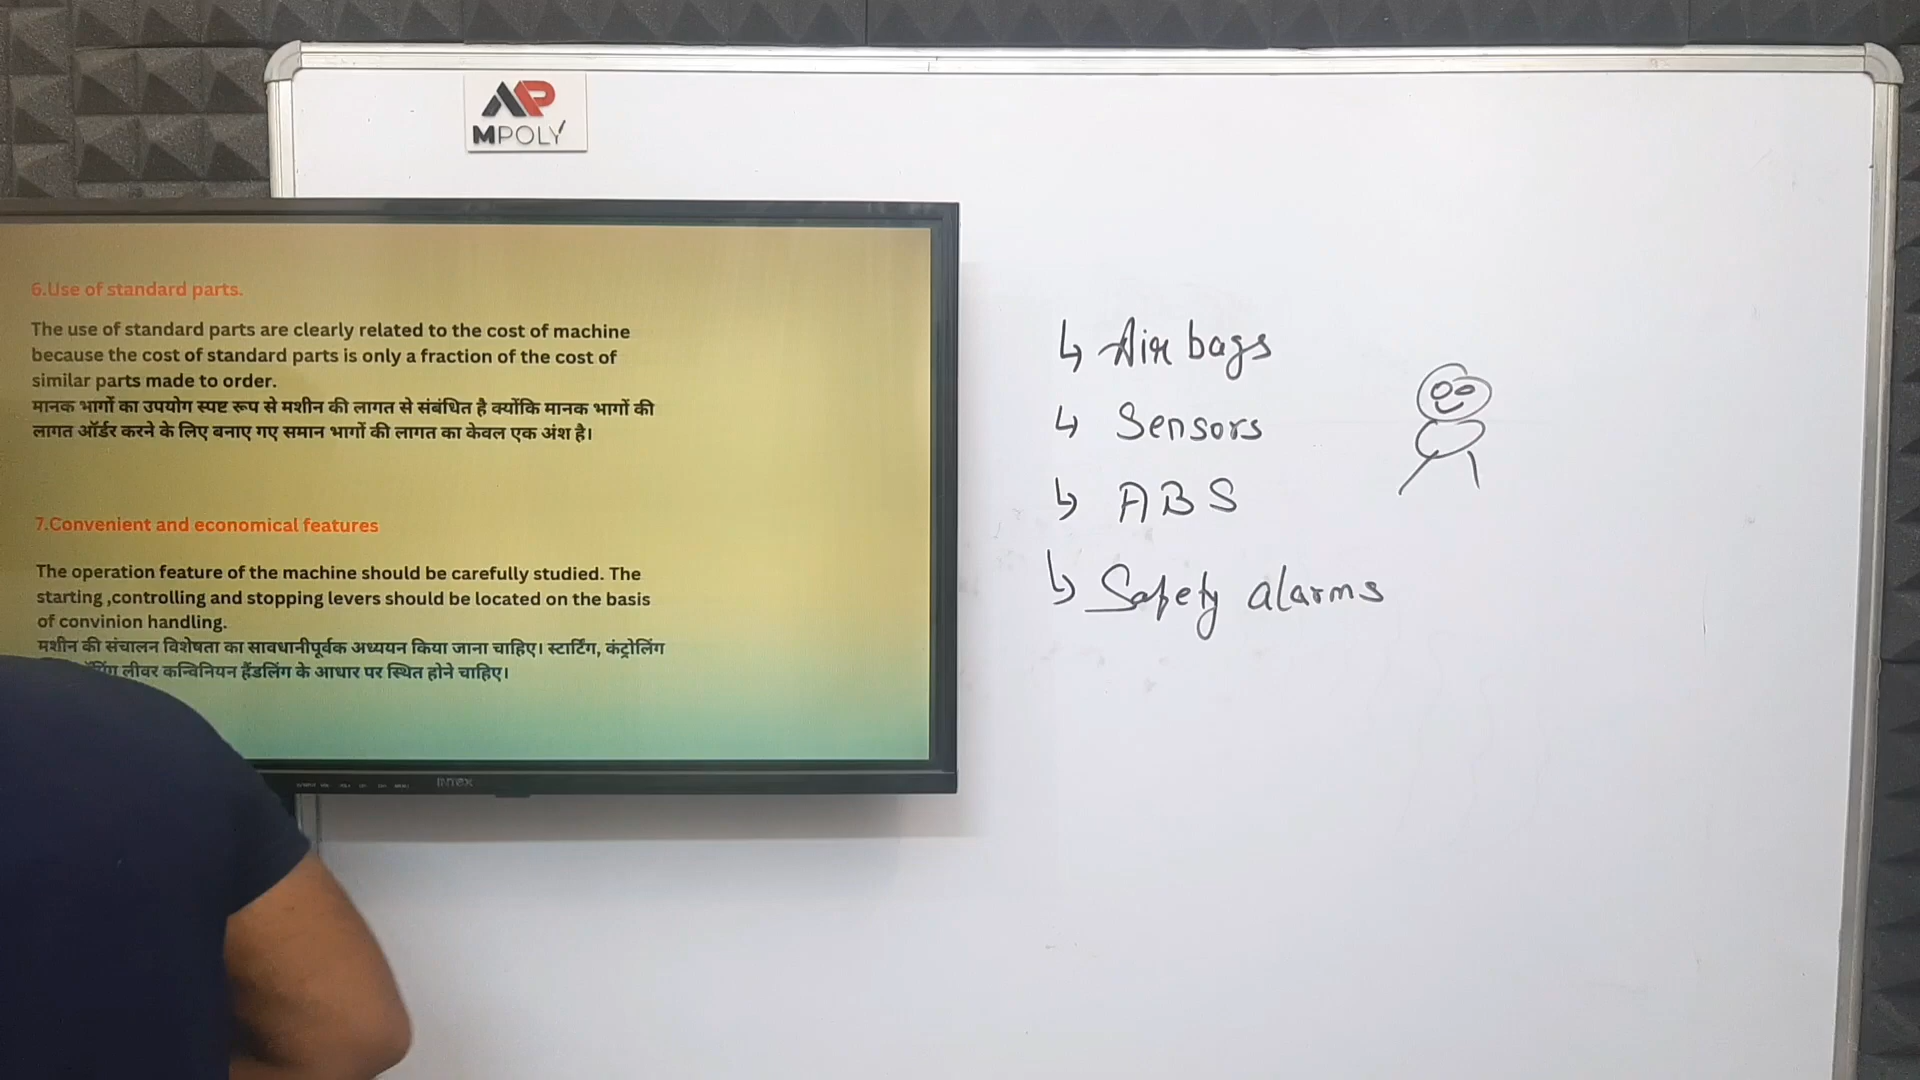 AP
MPOLY
6.Use of standard parts.
The use of standard parts are clearly related to the cost of machine
because the cost of standard parts is only a fraction of the cost of
similar parts made to order.
मानक भागों का उपयोग स्पष्ट रूप से मशीन की लागत से संबंधित है क्योंकि मानक भागों की
लागत ऑर्डर करने के लिए बनाए गए समान भागों की लागत का केवल एक अंश है।
7.Convenient and economical features
The operation feature of the machine should be carefully studied. The
starting ,controlling and stopping levers should be located on the basis
of convinion handling.
मशीन की संचालन विशेषता का सावधानीपूर्वक अध्ययन किया जाना चाहिए। स्टार्टिंग, कंट्रोलिंग
लीवर कन्विनियन हैंडलिंग के आधार पर स्थित होने चाहिए।
INTEX
↳ Air bags
↳ Sensors
↳ ABS
↳ Safety alarms